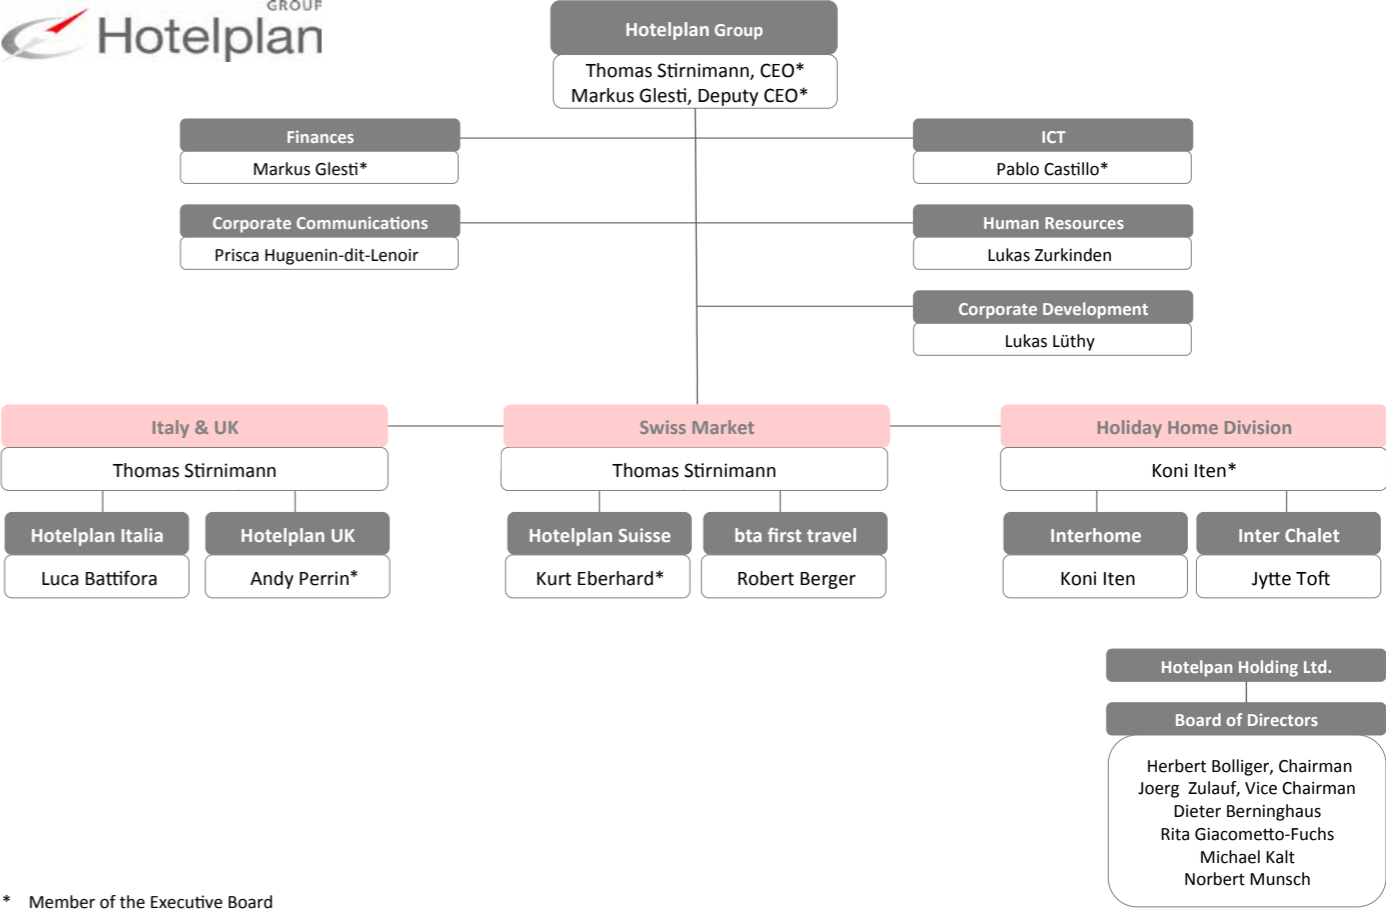 GROUP
Hotelplan
Hotelplan Group
Thomas Stirnimann, CEO*
Markus Glesti, Deputy CEO*
Finances
Markus Glesti*
ICT
Pablo Castillo*
Corporate Communications
Prisca Huguenin-dit-Lenoir
Human Resources
Lukas Zurkinden
Corporate Development
Lukas Lüthy
Italy & UK
Thomas Stirnimann
Swiss Market
Thomas Stirnimann
Holiday Home Division
Koni Iten*
Hotelplan Italia
Luca Battifora
Hotelplan UK
Andy Perrin*
Hotelplan Suisse
Kurt Eberhard*
bta first travel
Robert Berger
Interhome
Koni Iten
Inter Chalet
Jytte Toft
Hotelpan Holding Ltd.
Board of Directors
Herbert Bolliger, Chairman
Joerg Zulauf, Vice Chairman
Dieter Berninghaus
Rita Giacometto-Fuchs
Michael Kalt
Norbert Munsch
* Member of the Executive Board